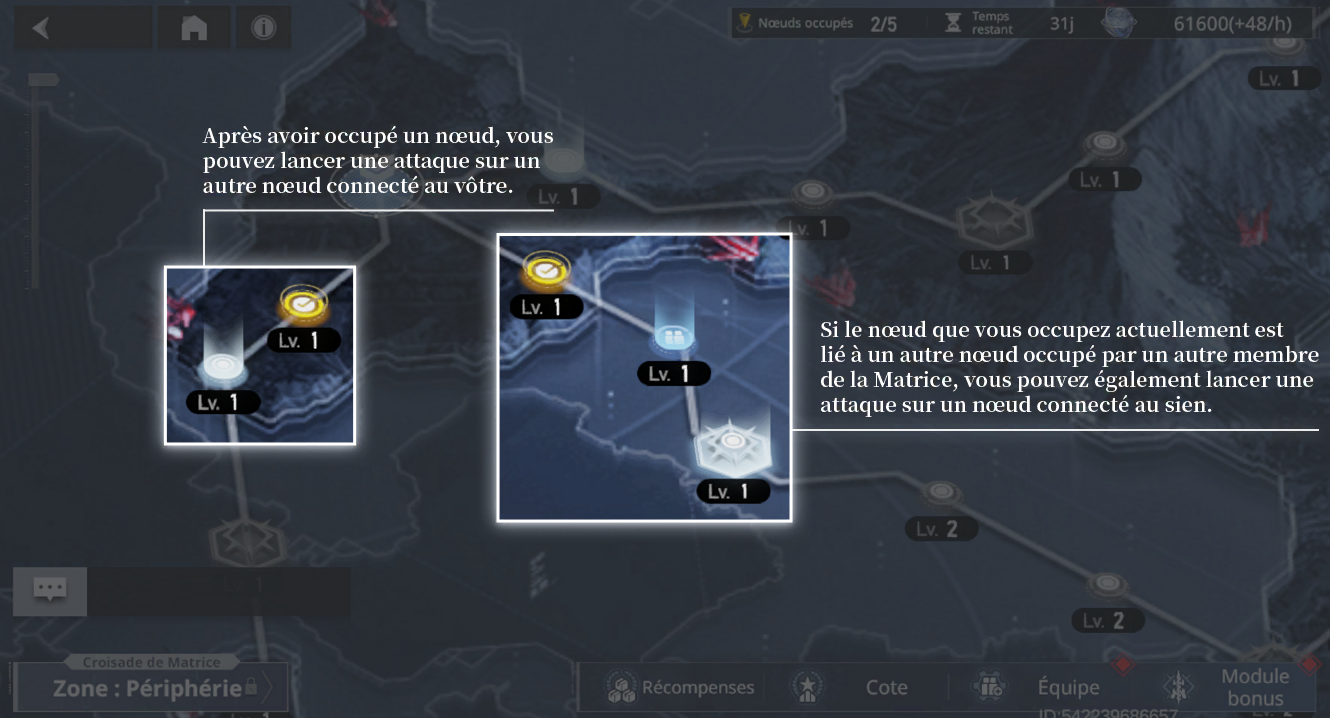 Nœuds occupés 2/5
Temps restant 31j
61600(+48/h)
Lv. 1
Après avoir occupé un nœud, vous
pouvez lancer une attaque sur un
autre nœud connecté au vôtre.
Lv. 1
Lv. 1
Lv. 1
Lv. 1
Lv. 1
Lv. 1
Lv. 1
Lv. 1
Si le nœud que vous occupez actuellement est
lié à un autre nœud occupé par un autre membre
de la Matrice, vous pouvez également lancer une
attaque sur un nœud connecté au sien.
Lv. 1
Lv. 1
Lv. 2
Lv. 2
Croisade de Matrice
Zone : Périphérie
Récompenses
Cote
Équipe
Module
bonus
ID:542239686657